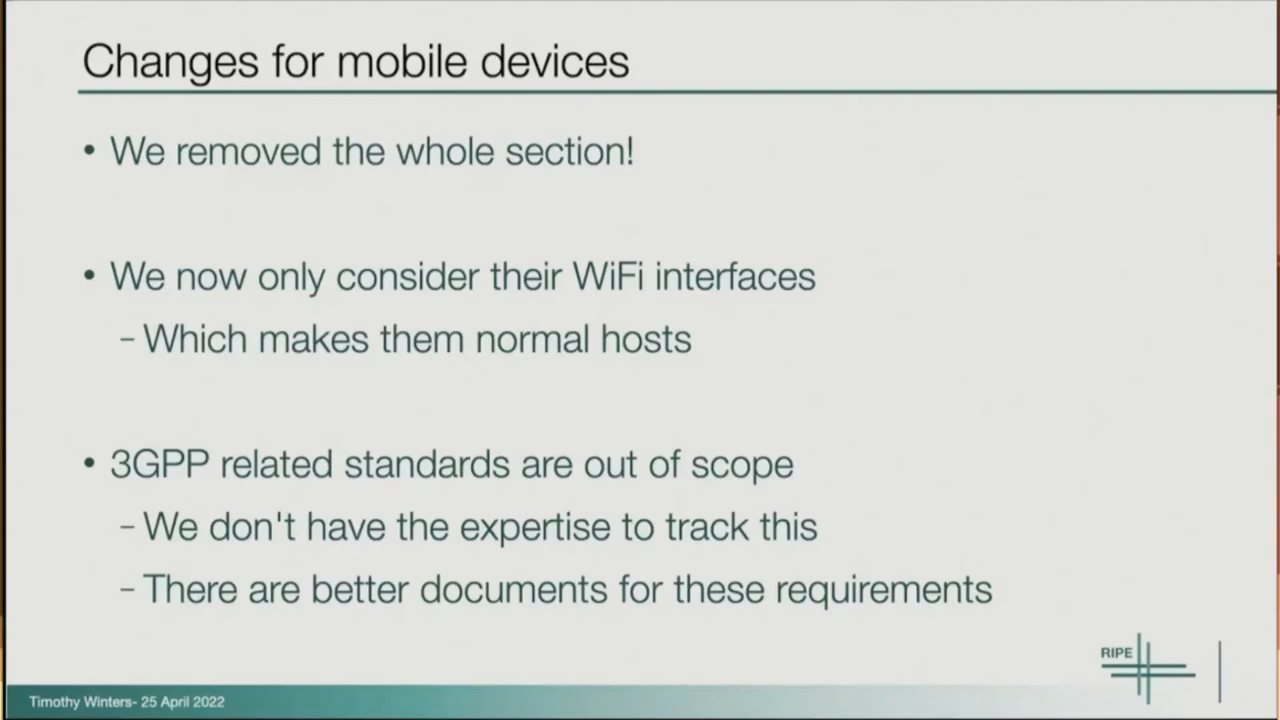 Changes for mobile devices
• We removed the whole section!
• We now only consider their WiFi interfaces
– Which makes them normal hosts
• 3GPP related standards are out of scope
– We don't have the expertise to track this
– There are better documents for these requirements
RIPE
Timothy Winters- 25 April 2022